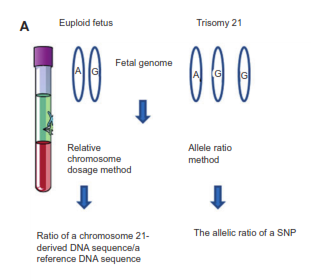 A
Euploid fetus
Trisomy 21
A G
Fetal genome
A G G
Relative
chromosome
dosage method
Allele ratio
method
Ratio of a chromosome 21-
derived DNA sequence/a
reference DNA sequence
The allelic ratio of a SNP